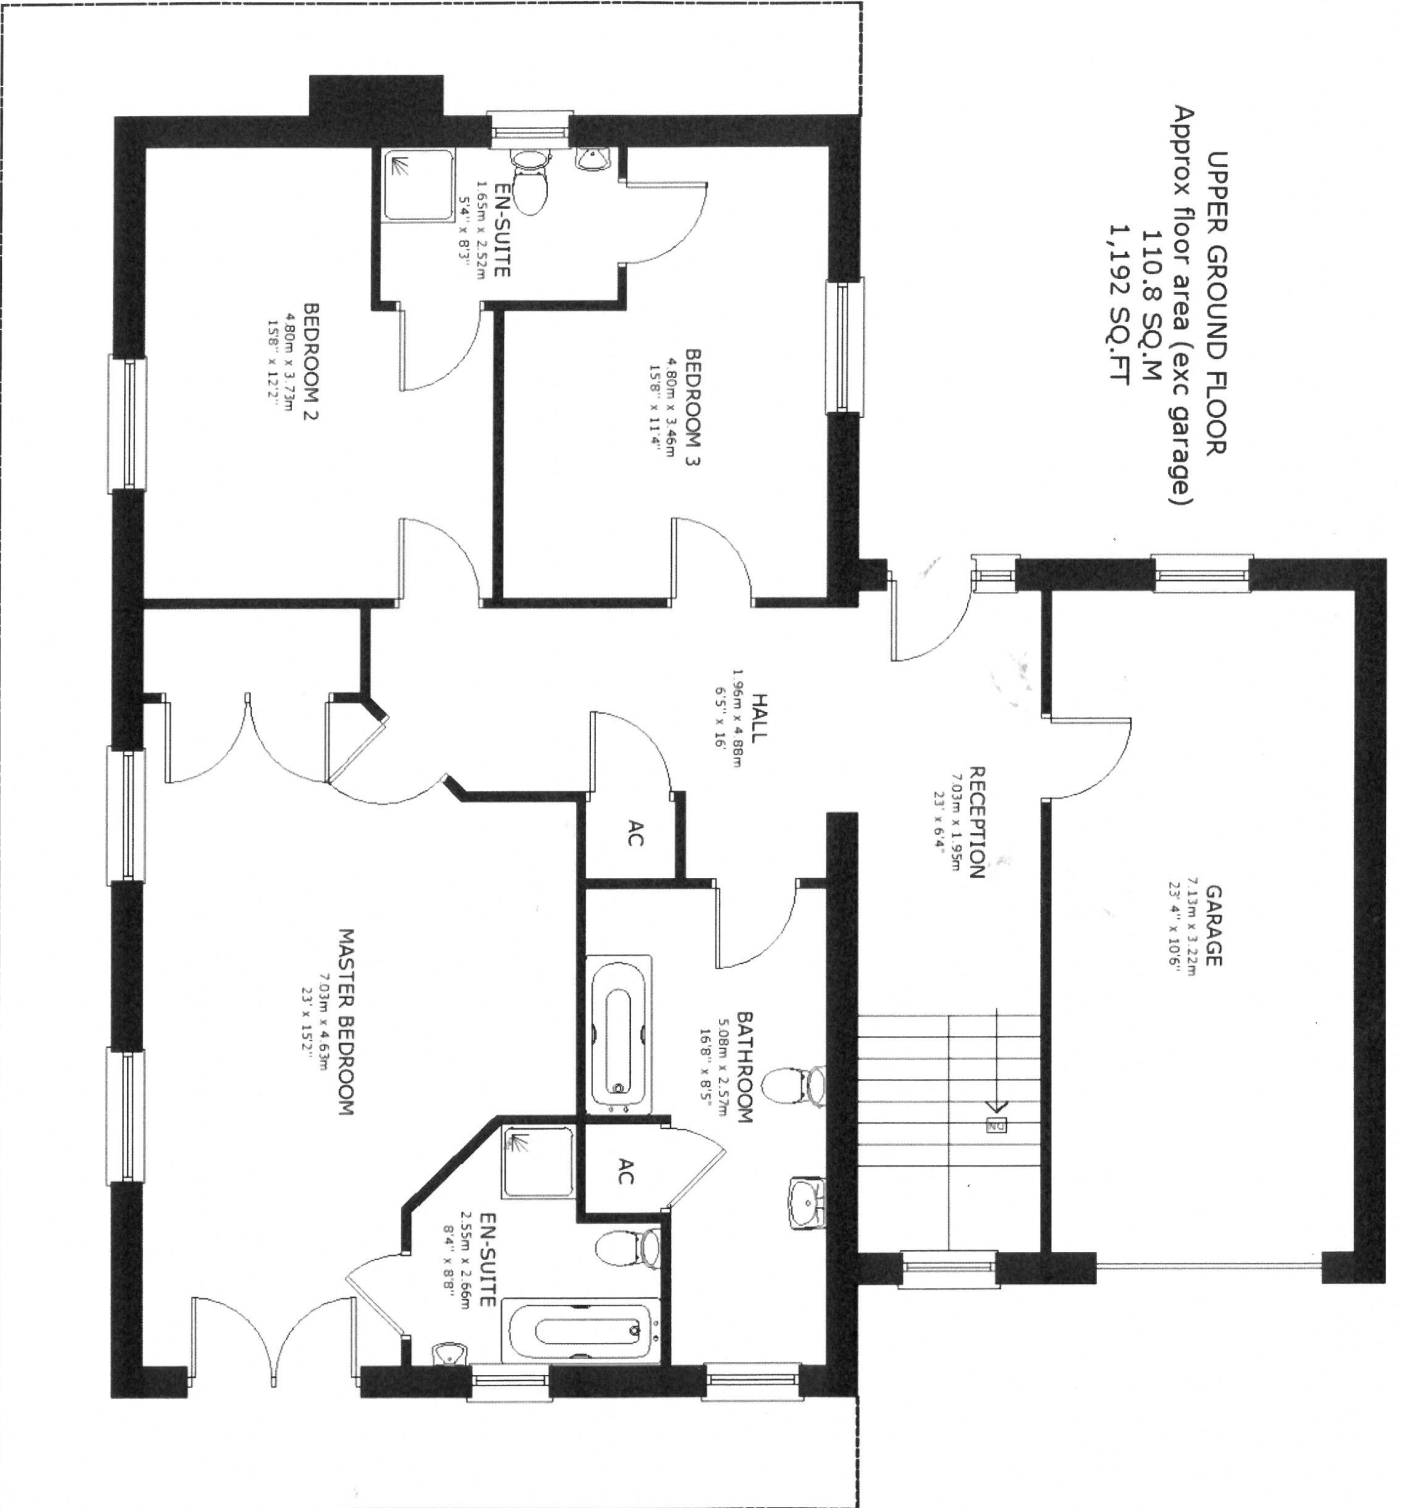 UPPER GROUND FLOOR
Approx floor area (exc garage)
110.8 SQ.M
1,192 SQ.FT
GARAGE
7.13m x 3.22m
23' 4" x 10'6"
RECEPTION
7.03m x 1.95m
23' x 6'4"
DN
HALL
1.96m x 4.88m
6'5" x 16'
BEDROOM 3
4.80m x 3.46m
15'8" x 11'4"
EN-SUITE
1.65m x 2.52m
5'4" x 8'3"
BEDROOM 2
4.80m x 3.73m
15'8" x 12'2"
AC
BATHROOM
5.08m x 2.57m
16'8" x 8'5"
AC
EN-SUITE
2.55m x 2.66m
8'4" x 8'8"
MASTER BEDROOM
7.03m x 4.63m
23' x 15'2"